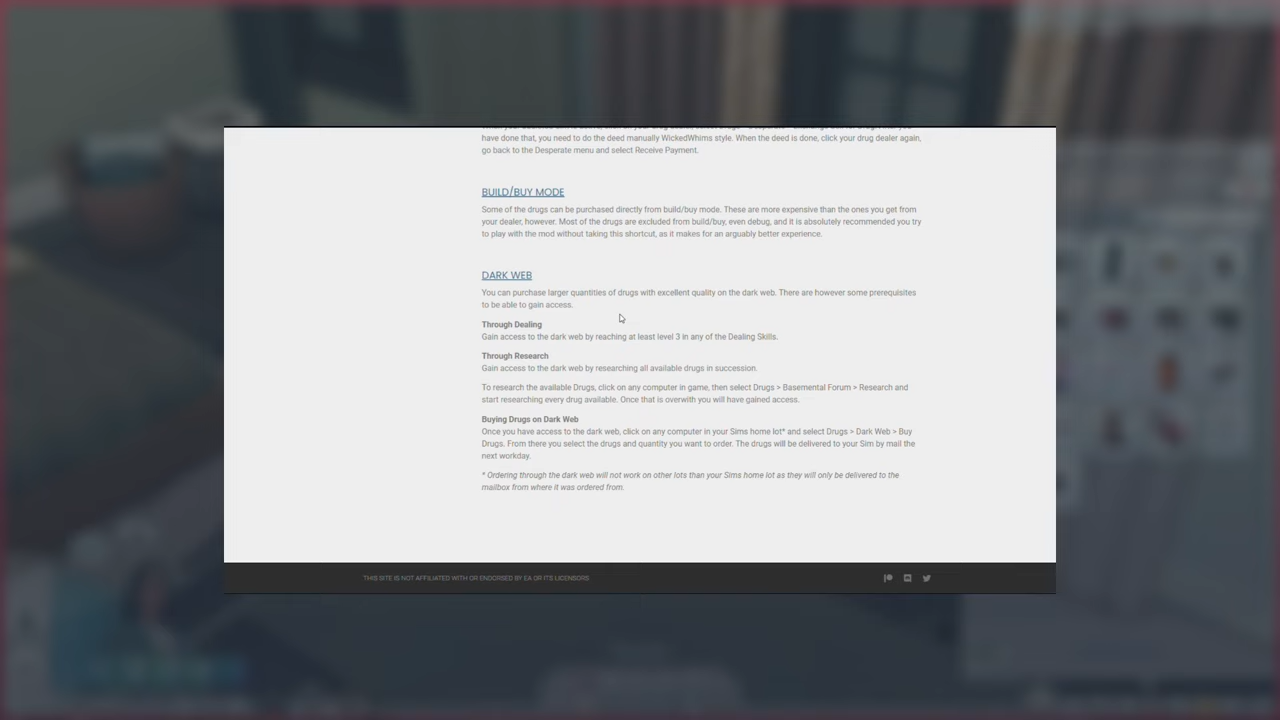 have done that, you need to do the deed manually WickedWhims style. When the deed is done, click your drug dealer again,
go back to the Desperate menu and select Receive Payment.
BUILD/BUY MODE
Some of the drugs can be purchased directly from build/buy mode. These are more expensive than the ones you get from
your dealer, however. Most of the drugs are excluded from build/buy, even debug, and it is absolutely recommended you try
to play with the mod without taking this shortcut, as it makes for an arguably better experience.
DARK WEB
You can purchase larger quantities of drugs with excellent quality on the dark web. There are however some prerequisites
to be able to gain access.
Through Dealing
Gain access to the dark web by reaching at least level 3 in any of the Dealing Skills.
Through Research
Gain access to the dark web by researching all available drugs in succession.
To research the available Drugs, click on any computer in game, then select Drugs > Basemental Forum > Research and
start researching every drug available. Once that is overwith you will have gained access.
Buying Drugs on Dark Web
Once you have access to the dark web, click on any computer in your Sims home lot* and select Drugs > Dark Web > Buy
Drugs. From there you select the drugs and quantity you want to order. The drugs will be delivered to your Sim by mail the
next workday.
* Ordering through the dark web will not work on other lots than your Sims home lot as they will only be delivered to the
mailbox from where it was ordered from.
THIS SITE IS NOT AFFILIATED WITH OR ENDORSED BY EA OR ITS LICENSORS